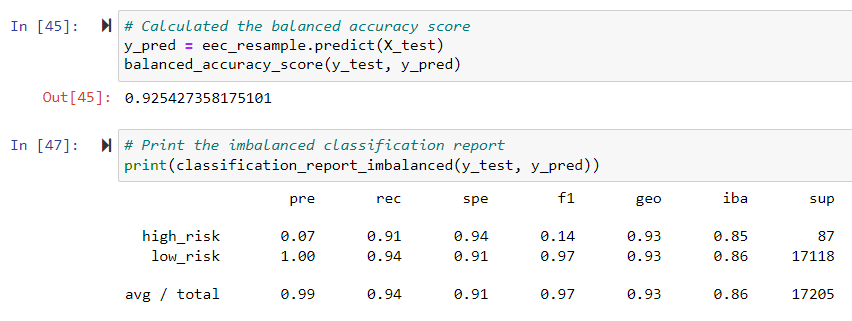 In [45]: # Calculated the balanced accuracy score
y_pred = eec_resample.predict(X_test)
balanced_accuracy_score(y_test, y_pred)
Out[45]: 0.925427358175101
In [47]: # Print the imbalanced classification report
print(classification_report_imbalanced(y_test, y_pred))
pre rec spe f1 geo iba sup
high_risk 0.07 0.91 0.94 0.14 0.93 0.85 87
low_risk 1.00 0.94 0.91 0.97 0.93 0.86 17118
avg / total 0.99 0.94 0.91 0.97 0.93 0.86 17205